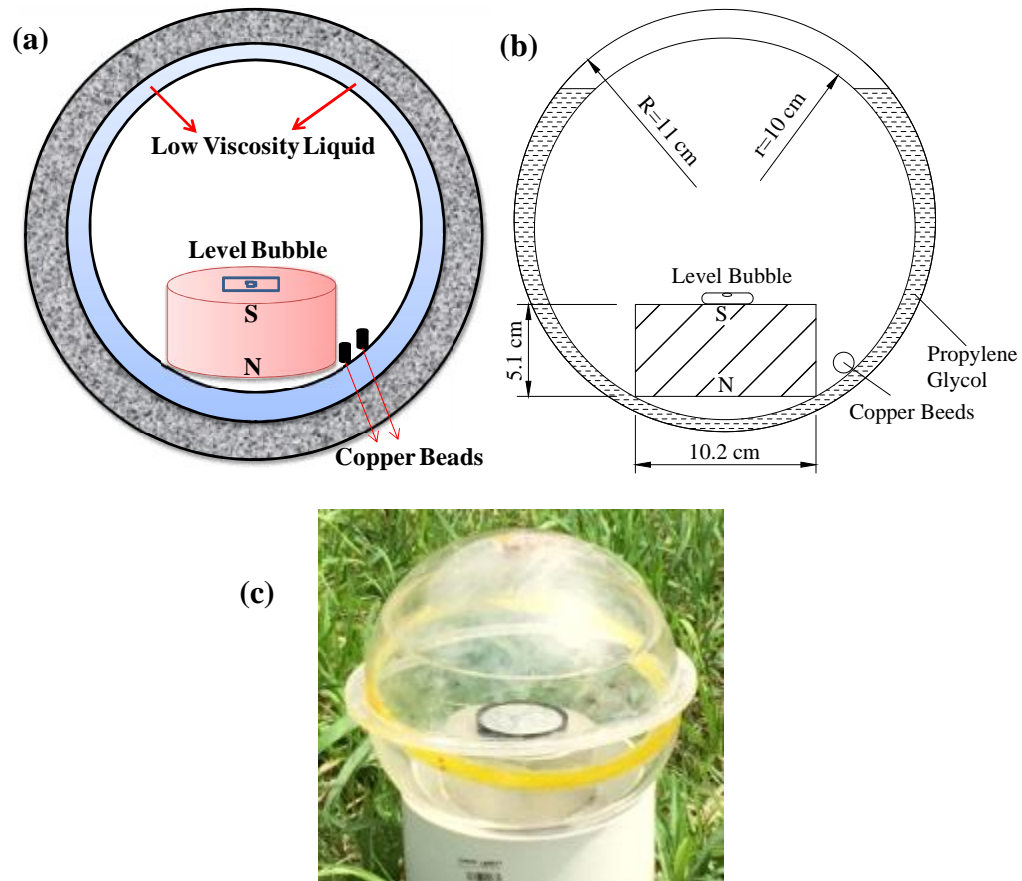 (a)
Low Viscosity Liquid
Level Bubble
S
N
Copper Beads
(b)
R=11 cm
r=10 cm
Level Bubble
S
5.1 cm
N
Propylene
Glycol
Copper Beeds
10.2 cm
(c)